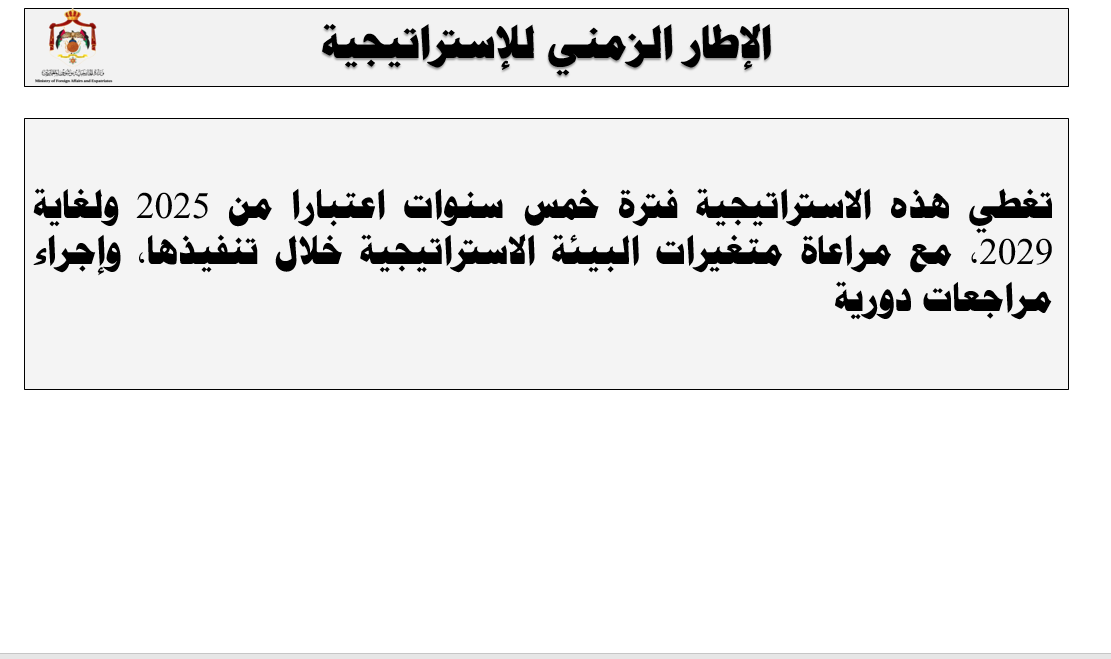 الإطار الزمني للإستراتيجية
Ministry of Foreign Affairs and Expatriates
تغطي هذه الاستراتيجية فترة خمس سنوات اعتبارا من 2025 ولغاية
2029، مع مراعاة متغيرات البيئة الاستراتيجية خلال تنفيذها، وإجراء
مراجعات دورية